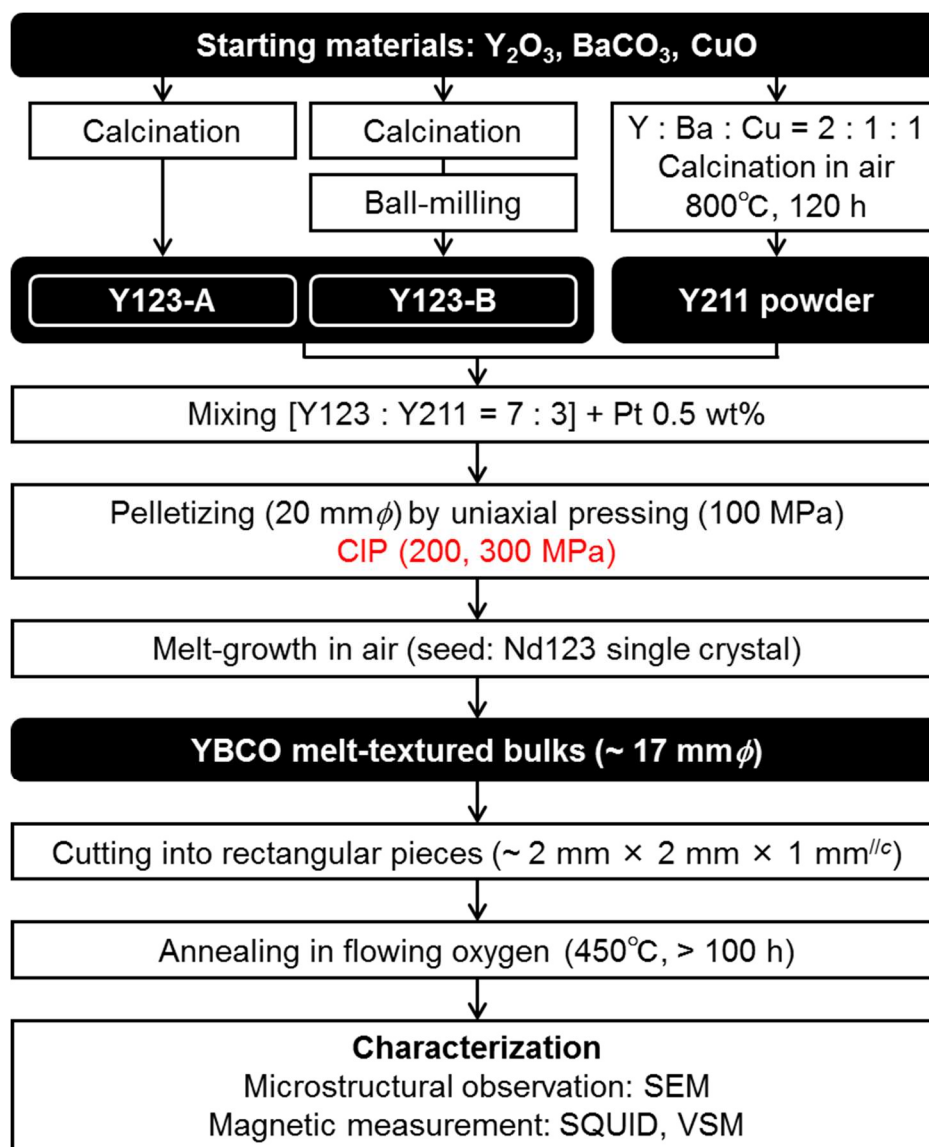 Starting materials: Y₂O₃, BaCO₃, CuO
Calcination
Calcination
Ball-milling
Y : Ba : Cu = 2 : 1 : 1
Calcination in air
800℃, 120 h
Y123-A
Y123-B
Y211 powder
Mixing [Y123 : Y211 = 7 : 3] + Pt 0.5 wt%
Pelletizing (20 mmϕ) by uniaxial pressing (100 MPa)
CIP (200, 300 MPa)
Melt-growth in air (seed: Nd123 single crystal)
YBCO melt-textured bulks (~ 17 mmϕ)
Cutting into rectangular pieces (~ 2 mm × 2 mm × 1 mm^//c)
Annealing in flowing oxygen (450℃, > 100 h)
Characterization
Microstructural observation: SEM
Magnetic measurement: SQUID, VSM